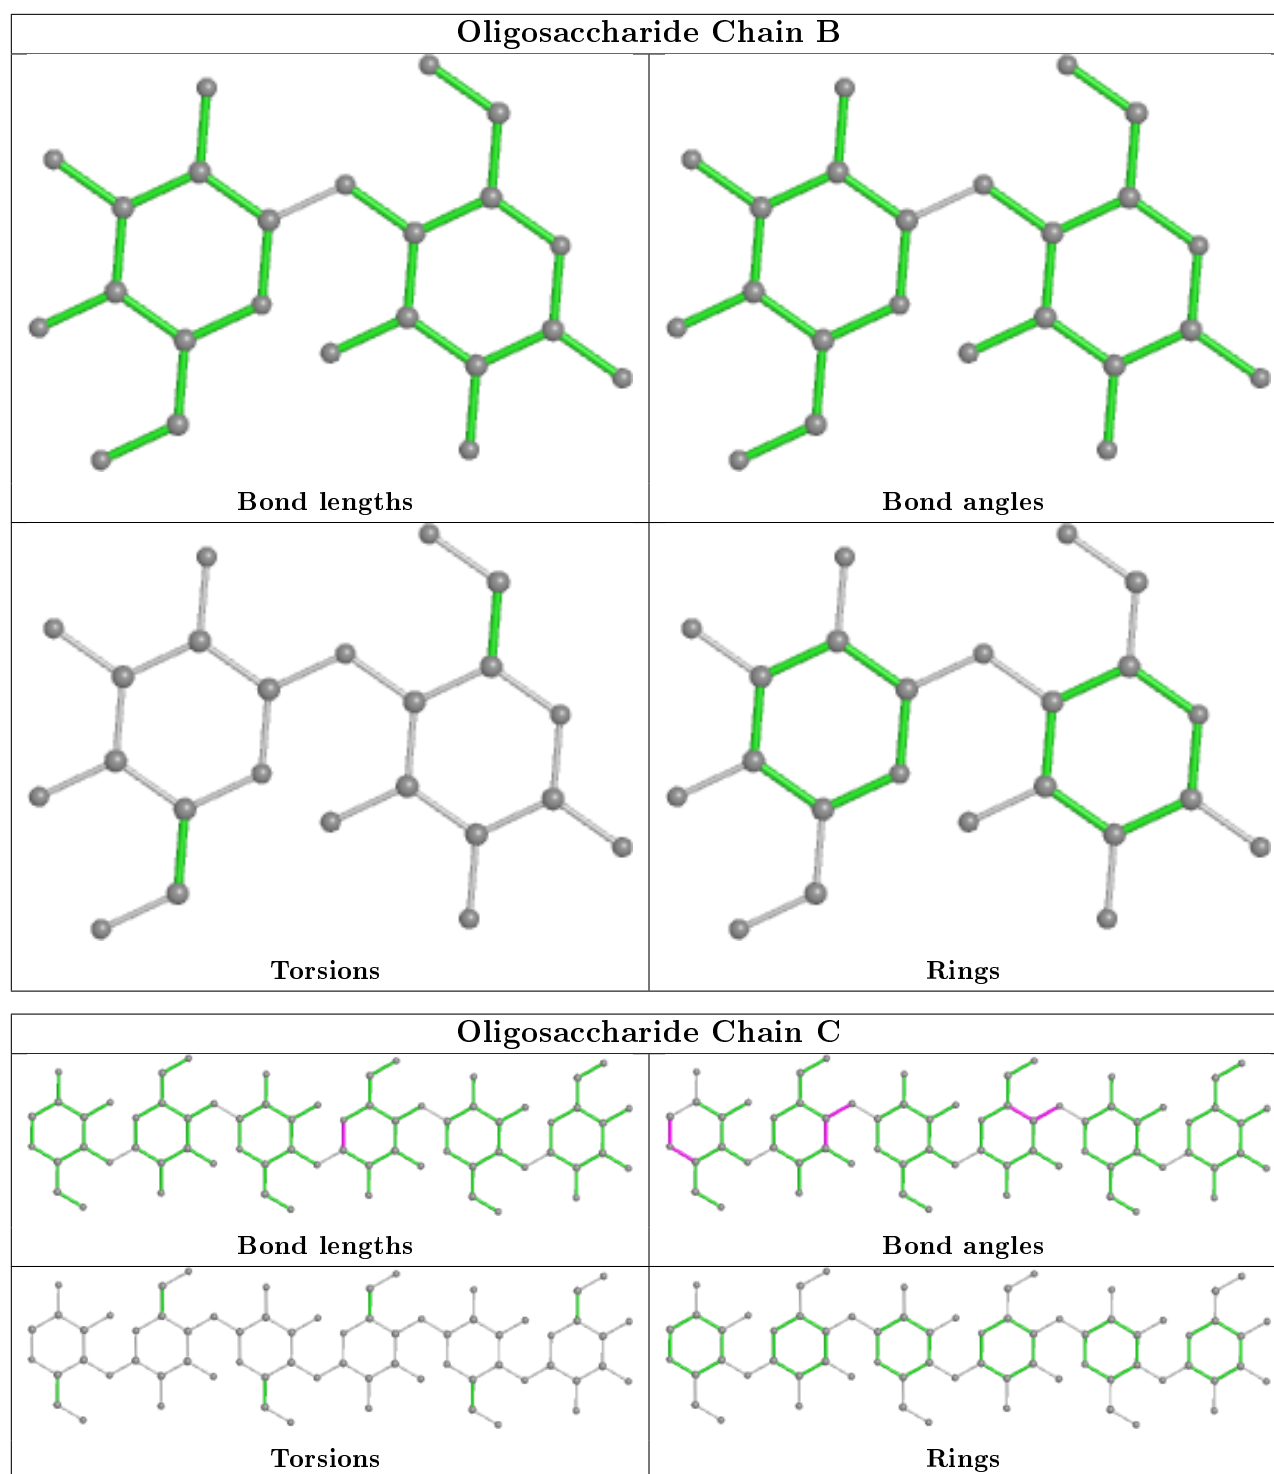 Oligosaccharide Chain B
Bond lengths
Bond angles
Torsions
Rings
Oligosaccharide Chain C
Bond lengths
Bond angles
Torsions
Rings